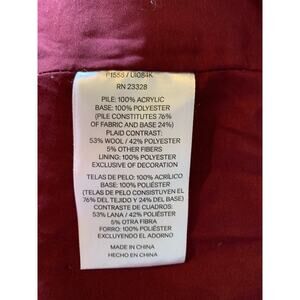 P1558 / UI084K
RN 23328
PILE: 100% ACRYLIC
BASE: 100% POLYESTER
(PILE CONSTITUTES 76%
OF FABRIC AND BASE 24%)
PLAID CONTRAST:
53% WOOL / 42% POLYESTER
5% OTHER FIBERS
LINING: 100% POLYESTER
EXCLUSIVE OF DECORATION
TELAS DE PELO: 100% ACRÍLICO
BASE: 100% POLIÉSTER
(TELAS DE PELO CONSTITUYEN EL
76% DEL TEJIDO Y 24% DEL BASE)
CONTRASTE DE CUADROS:
53% LANA / 42% POLIÉSTER
5% OTRA FIBRA
FORRO: 100% POLIÉSTER
EXCLUYENDO EL ADORNO
MADE IN CHINA
HECHO EN CHINA